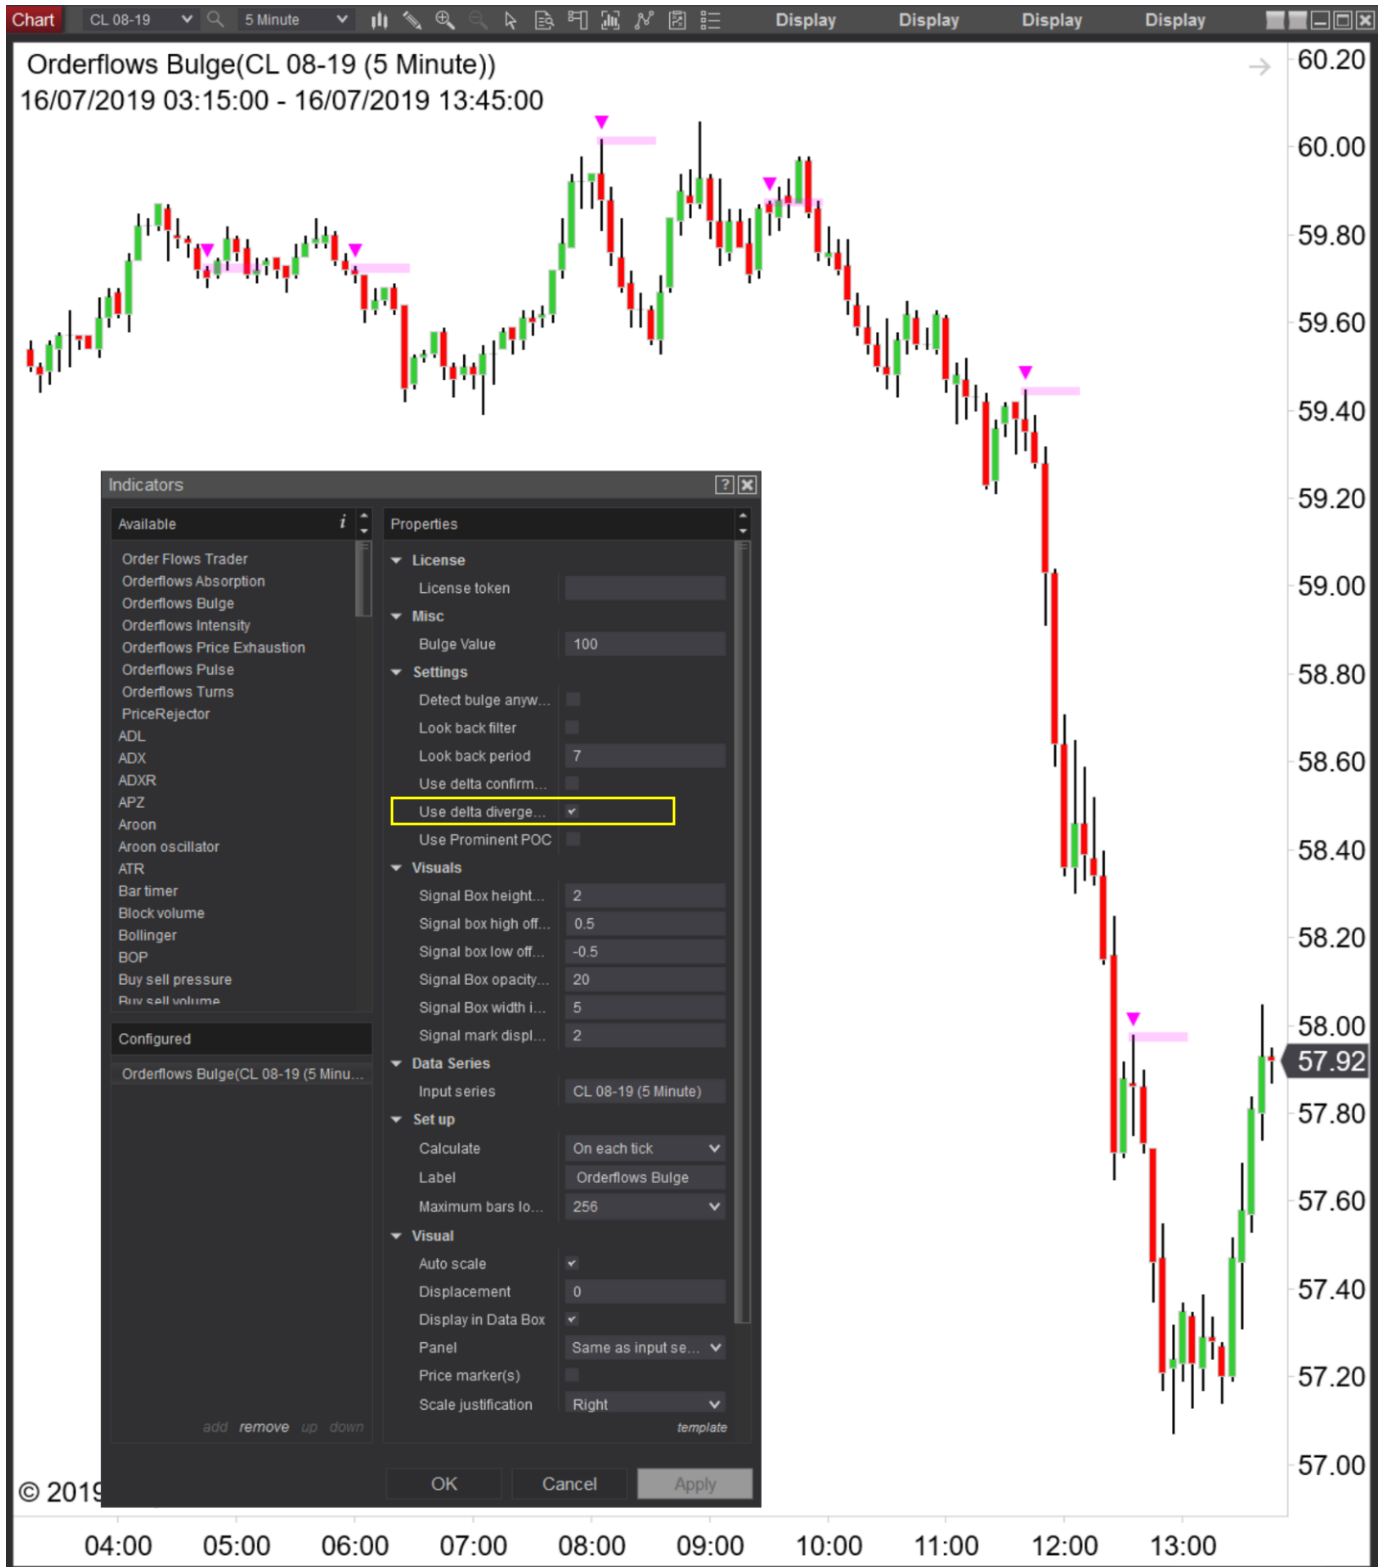 Chart CL 08-19 5 Minute Display Display Display Display
Orderflows Bulge(CL 08-19 (5 Minute))
16/07/2019 03:15:00 - 16/07/2019 13:45:00
60.20
60.00
59.80
59.60
59.40
59.20
59.00
58.80
58.60
58.40
58.20
58.00
57.92
57.80
57.60
57.40
57.20
57.00
Indicators
Available
Order Flows Trader
Orderflows Absorption
Orderflows Bulge
Orderflows Intensity
Orderflows Price Exhaustion
Orderflows Pulse
Orderflows Turns
PriceRejector
ADL
ADX
ADXR
APZ
Aroon
Aroon oscillator
ATR
Bar timer
Block volume
Bollinger
BOP
Buy sell pressure
Buy sell volume
Configured
Orderflows Bulge(CL 08-19 (5 Minu...
add remove up down
Properties
License
License token
Misc
Bulge Value 100
Settings
Detect bulge anyw...
Look back filter
Look back period 7
Use delta confirm...
Use delta diverge...
Use Prominent POC
Visuals
Signal Box height... 2
Signal box high off... 0.5
Signal box low off... -0.5
Signal Box opacity... 20
Signal Box width i... 5
Signal mark displ... 2
Data Series
Input series CL 08-19 (5 Minute)
Set up
Calculate On each tick
Label Orderflows Bulge
Maximum bars lo... 256
Visual
Auto scale
Displacement 0
Display in Data Box
Panel Same as input se...
Price marker(s)
Scale justification Right
template
OK Cancel Apply
© 2019
04:00 05:00 06:00 07:00 08:00 09:00 10:00 11:00 12:00 13:00